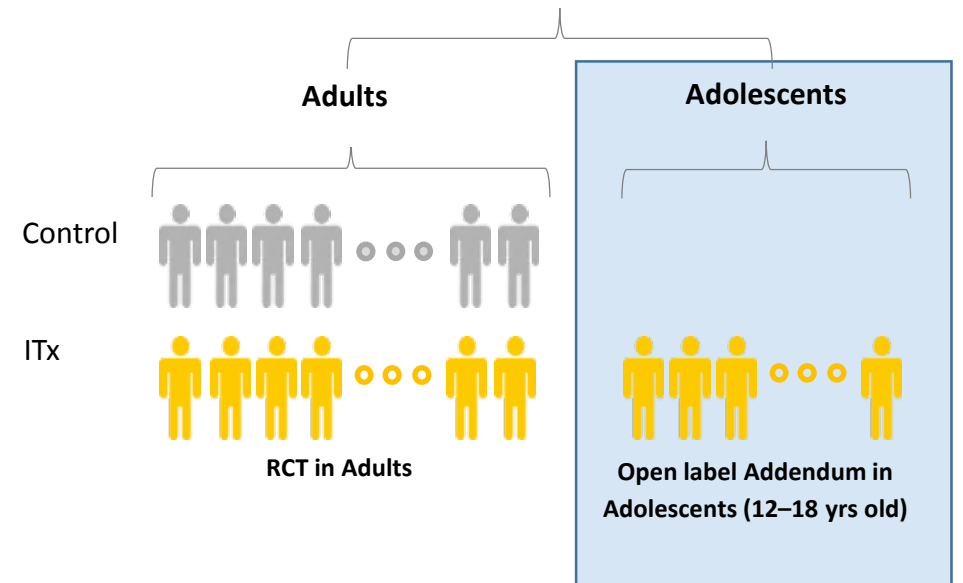 Adults
Adolescents
Control
ITx
RCT in Adults
Open label Addendum in
Adolescents (12–18 yrs old)